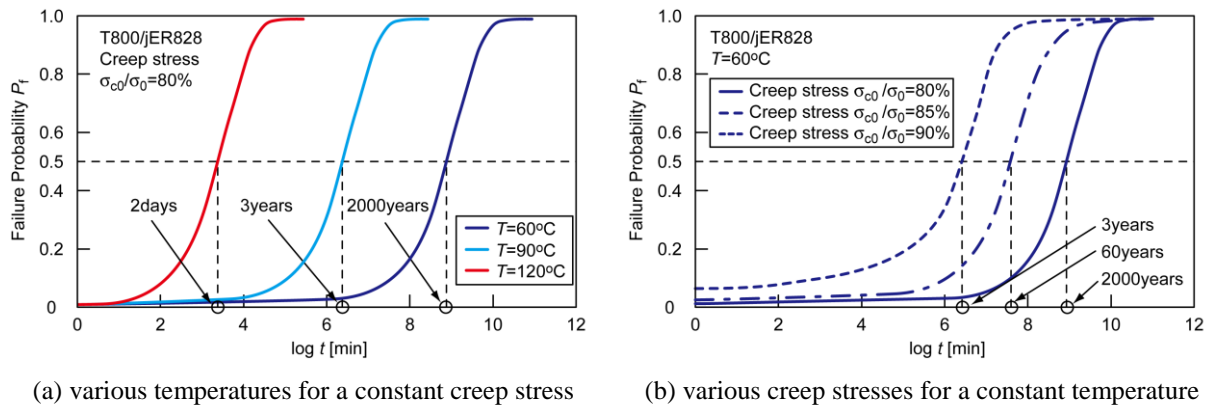 T800/jER828
Creep stress
σc0/σ0=80%
Failure Probability Pf
1.0
0.8
0.6
0.5
0.4
0.2
0
2days
3years
2000years
T=60oC
T=90oC
T=120oC
0 2 4 6 8 10 12
log t [min]
(a) various temperatures for a constant creep stress
T800/jER828
T=60oC
Creep stress σc0/σ0=80%
Creep stress σc0/σ0=85%
Creep stress σc0/σ0=90%
Failure Probability Pf
1.0
0.8
0.6
0.5
0.4
0.2
0
3years
60years
2000years
0 2 4 6 8 10 12
log t [min]
(b) various creep stresses for a constant temperature